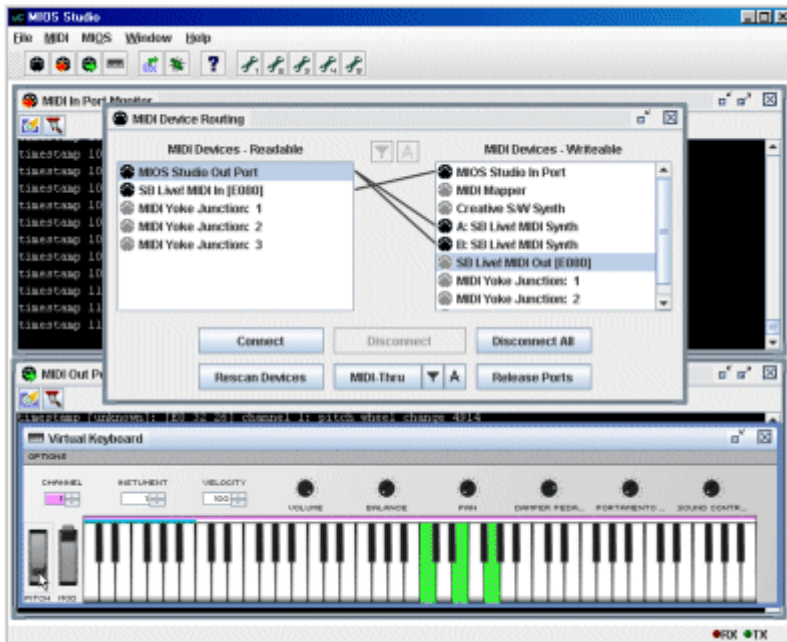 MIOS Studio
File MIDI MIOS Window Help
MIDI In Port Monitor
MIDI Device Routing
MIDI Devices - Readable
MIDI Devices - Writeable
MIOS Studio Out Port
SB Live! MIDI In [E080]
MIDI Yoke Junction: 1
MIDI Yoke Junction: 2
MIDI Yoke Junction: 3
MIOS Studio In Port
MIDI Mapper
Creative S/W Synth
A: SB Live! MIDI Synth
B: SB Live! MIDI Synth
SB Live! MIDI Out [E080]
MIDI Yoke Junction: 1
MIDI Yoke Junction: 2
timestamp 10
timestamp 10
timestamp 10
timestamp 10
timestamp 10
timestamp 10
timestamp 10
timestamp 11
timestamp 11
timestamp 11
Connect Disconnect Disconnect All
Rescan Devices MIDI-Thru A Release Ports
MIDI Out Po
timestamp [unknown]: channel 1: pitch wheel change 4914
Virtual Keyboard
OPTIONS
CHANNEL INSTUMENT VELOCITY
1 1 100
VOLUME BALANCE PAN DAMPER PEDA... PORTAMENTO ... SOUND CONTR...
PITCH MOD
RX TX